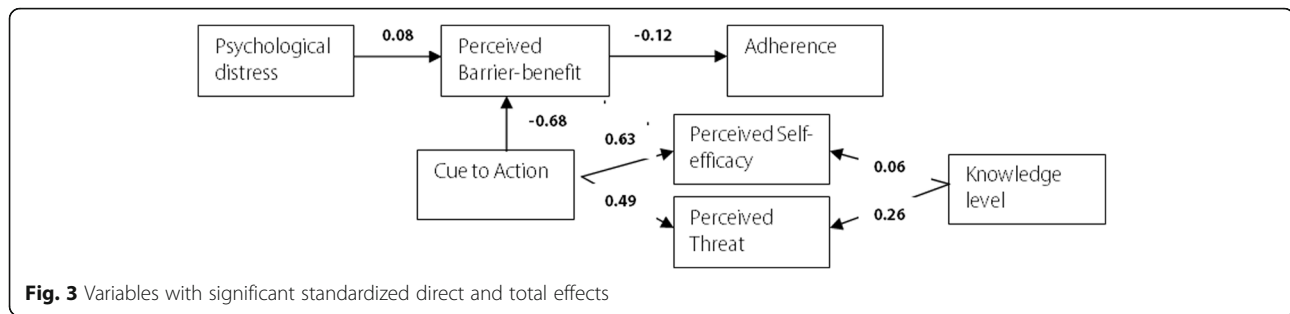 Psychological
distress
0.08
Perceived
Barrier-benefit
-0.12
Adherence
-0.68
Cue to Action
0.63
0.49
Perceived Self-
efficacy
Perceived
Threat
0.06
0.26
Knowledge
level
Fig. 3 Variables with significant standardized direct and total effects